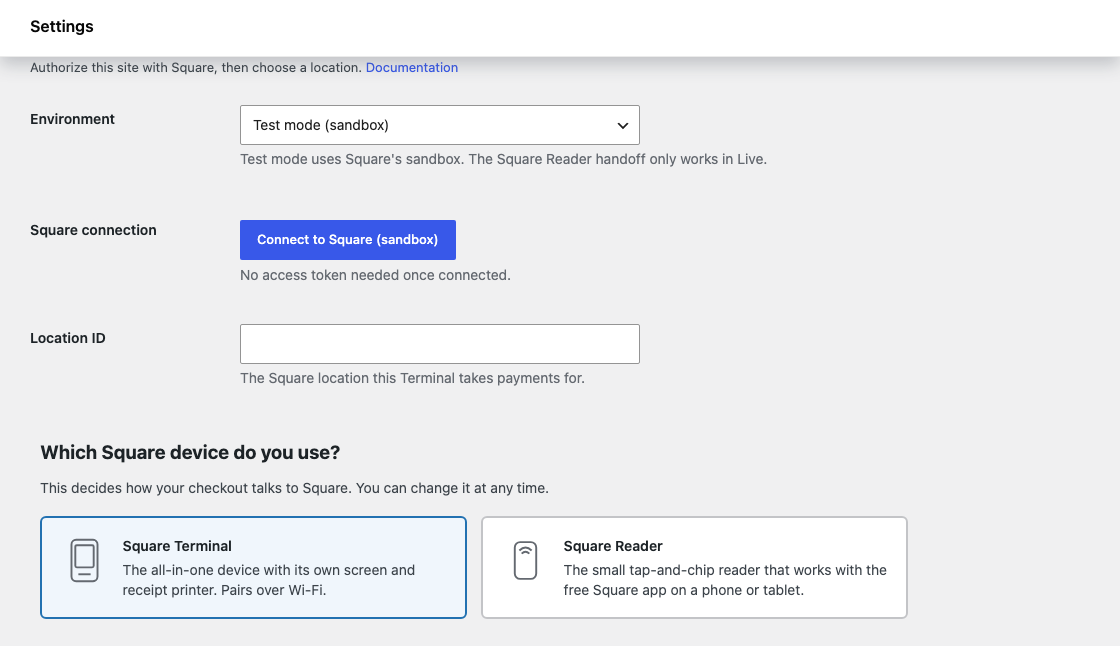 Settings
Authorize this site with Square, then choose a location. Documentation
Environment
Test mode (sandbox)
Test mode uses Square's sandbox. The Square Reader handoff only works in Live.
Square connection
Connect to Square (sandbox)
No access token needed once connected.
Location ID
The Square location this Terminal takes payments for.
Which Square device do you use?
This decides how your checkout talks to Square. You can change it at any time.
Square Terminal
The all-in-one device with its own screen and
receipt printer. Pairs over Wi-Fi.
Square Reader
The small tap-and-chip reader that works with the
free Square app on a phone or tablet.